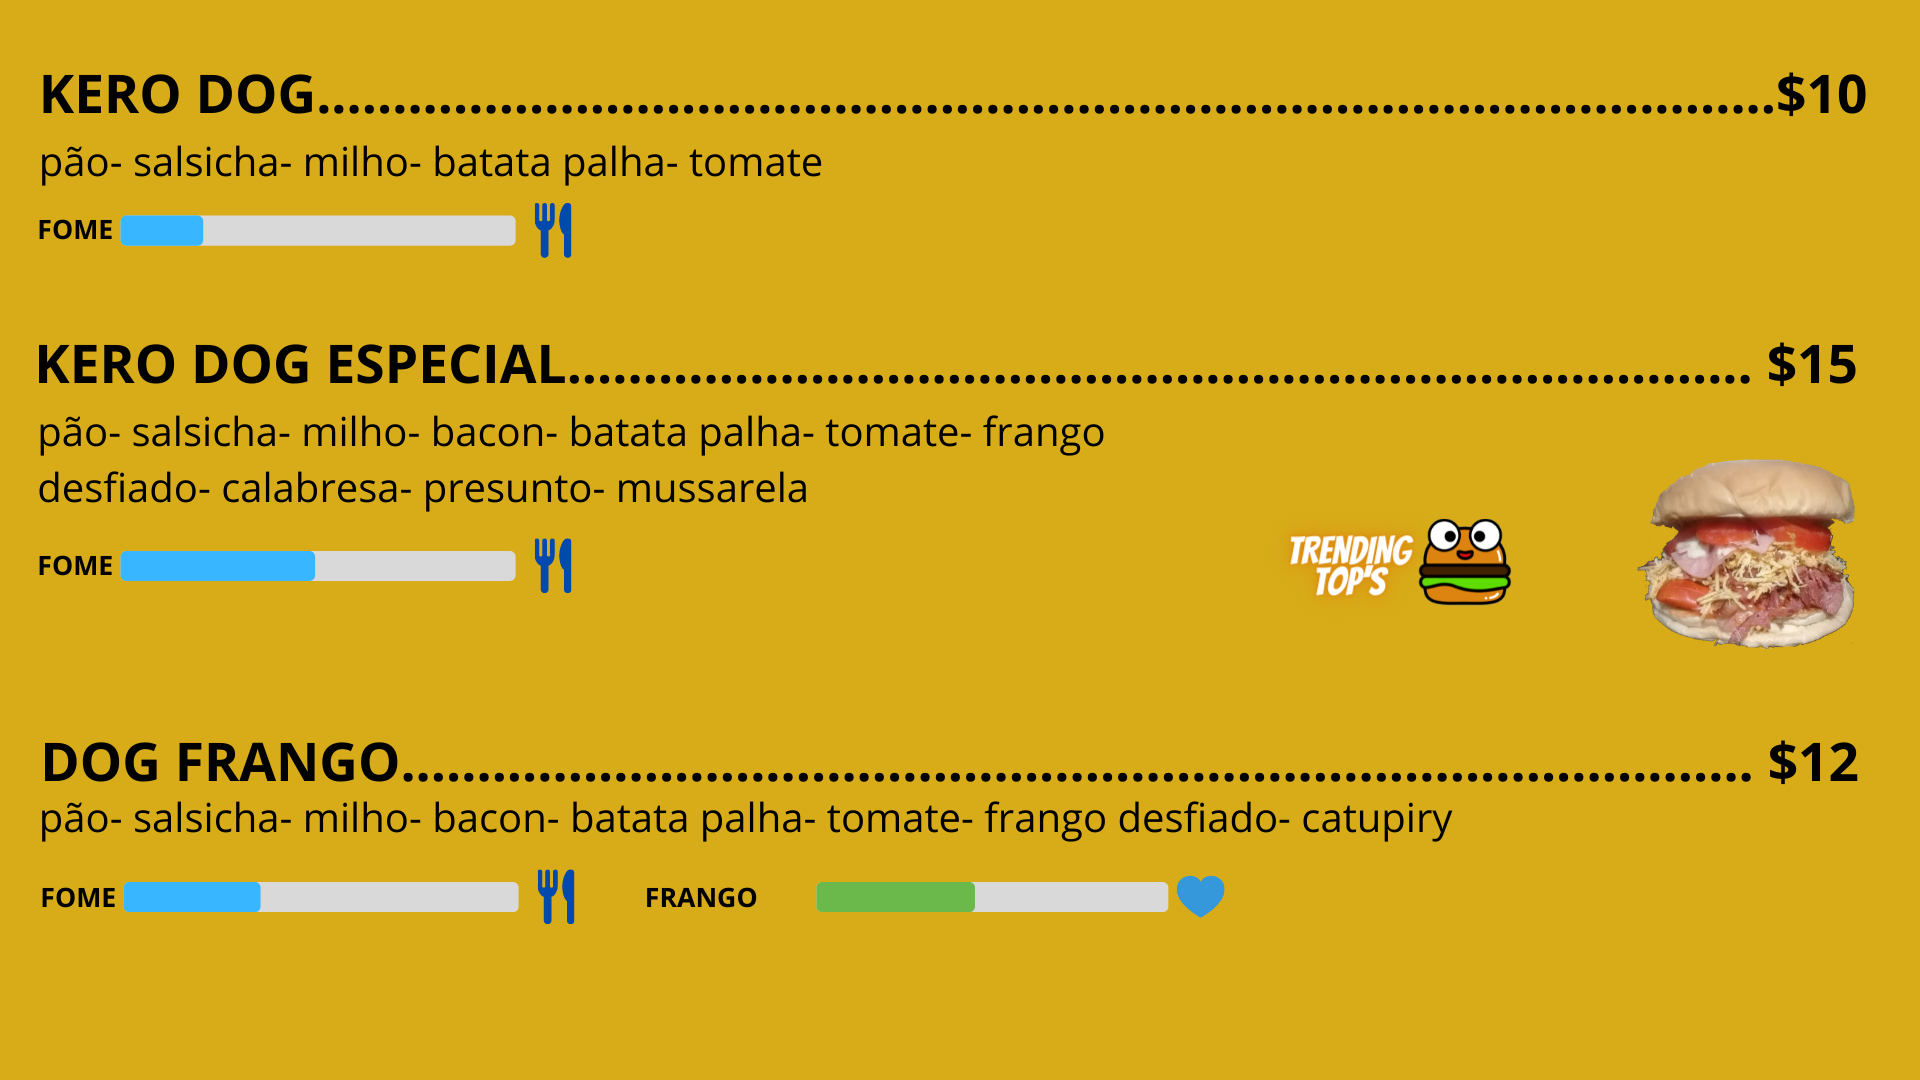 KERO DOG................................................................................................$10
pão- salsicha- milho- batata palha- tomate
FOME
KERO DOG ESPECIAL.............................................................................. $15
pão- salsicha- milho- bacon- batata palha- tomate- frango
desfiado- calabresa- presunto- mussarela
FOME
TRENDING
TOP'S
DOG FRANGO......................................................................................... $12
pão- salsicha- milho- bacon- batata palha- tomate- frango desfiado- catupiry
FOME
FRANGO